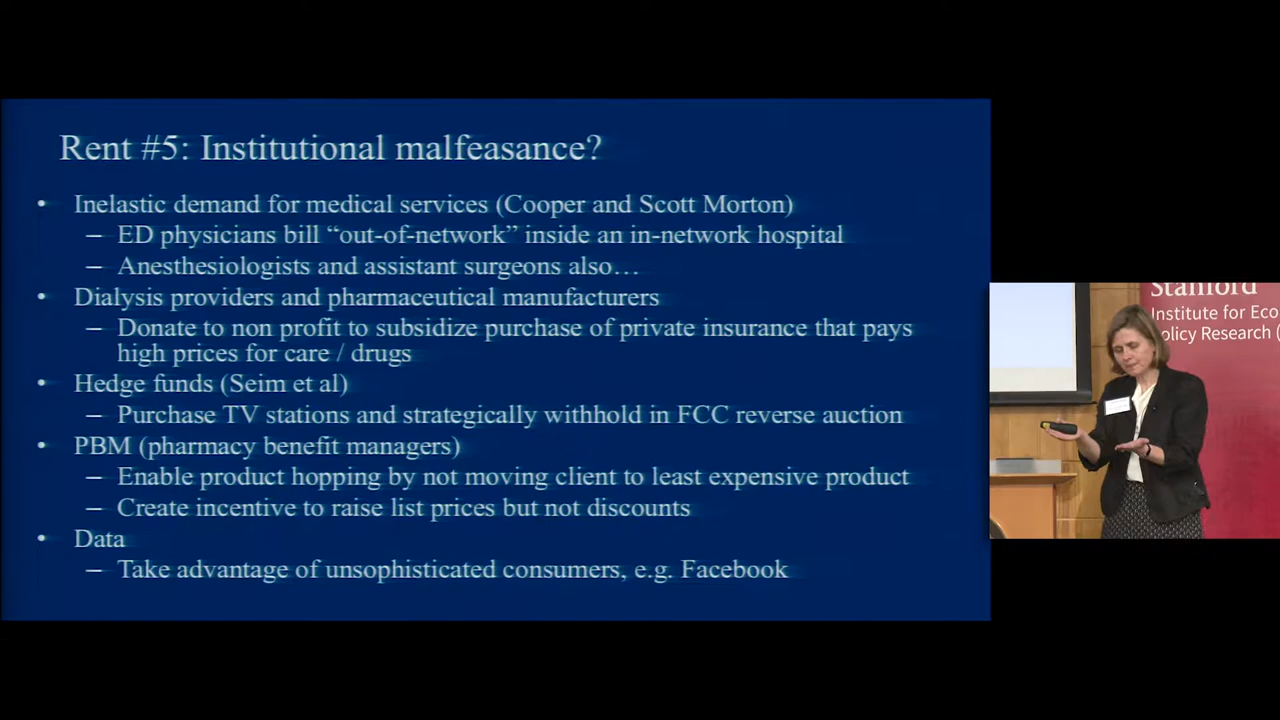 Rent #5: Institutional malfeasance?
• Inelastic demand for medical services (Cooper and Scott Morton)
– ED physicians bill “out-of-network” inside an in-network hospital
– Anesthesiologists and assistant surgeons also…
• Dialysis providers and pharmaceutical manufacturers
– Donate to non profit to subsidize purchase of private insurance that pays
high prices for care / drugs
• Hedge funds (Seim et al)
– Purchase TV stations and strategically withhold in FCC reverse auction
• PBM (pharmacy benefit managers)
– Enable product hopping by not moving client to least expensive product
– Create incentive to raise list prices but not discounts
• Data
– Take advantage of unsophisticated consumers, e.g. Facebook
Stanford
Institute for Eco
Policy Research (